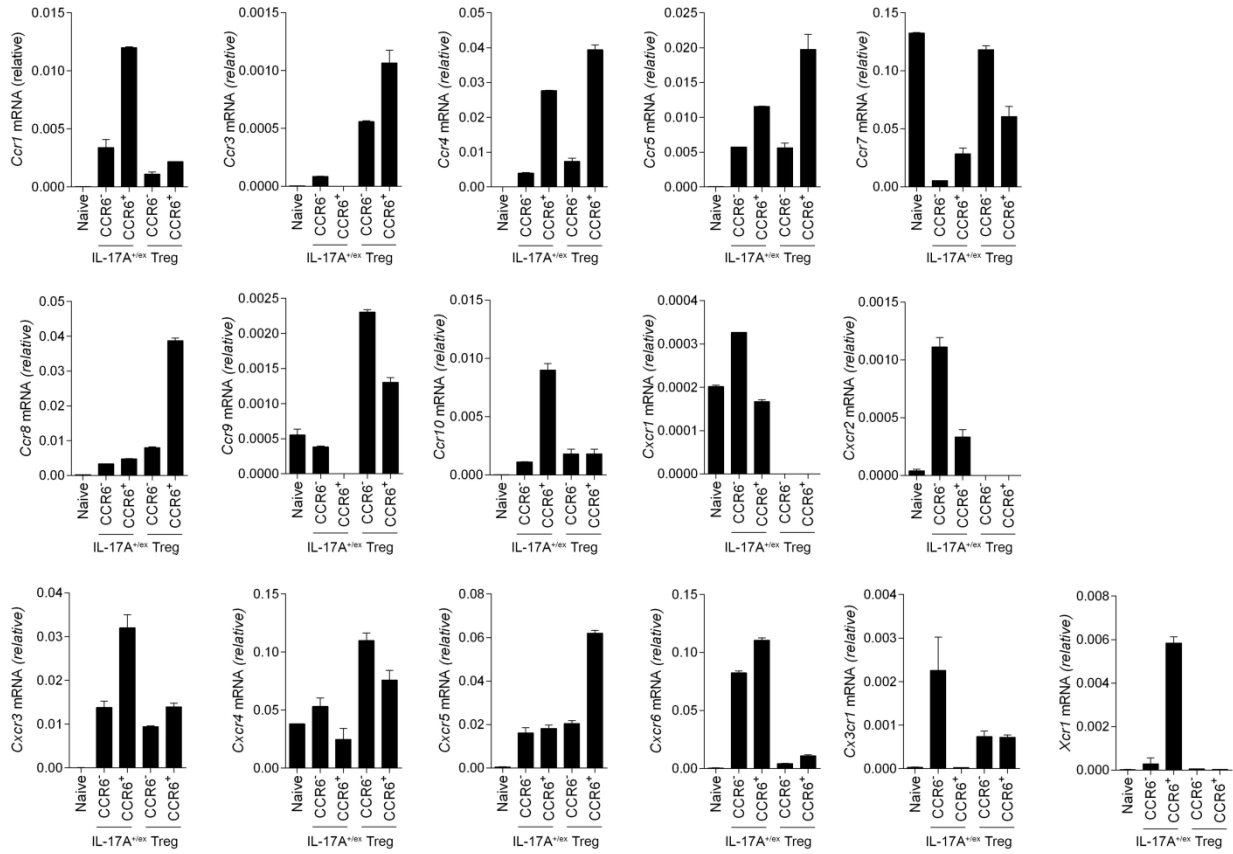 Ccr1 mRNA (relative)
0.015
0.010
0.005
0.000
Naive
CCR6-
CCR6+
CCR6-
CCR6+
IL-17A+/ex Treg
Ccr3 mRNA (relative)
0.0015
0.0010
0.0005
0.0000
Naive
CCR6-
CCR6+
CCR6-
CCR6+
IL-17A+/ex Treg
Ccr4 mRNA (relative)
0.05
0.04
0.03
0.02
0.01
0.00
Naive
CCR6-
CCR6+
CCR6-
CCR6+
IL-17A+/ex Treg
Ccr5 mRNA (relative)
0.025
0.020
0.015
0.010
0.005
0.000
Naive
CCR6-
CCR6+
CCR6-
CCR6+
IL-17A+/ex Treg
Ccr7 mRNA (relative)
0.15
0.10
0.05
0.00
Naive
CCR6-
CCR6+
CCR6-
CCR6+
IL-17A+/ex Treg
Ccr8 mRNA (relative)
0.05
0.04
0.03
0.02
0.01
0.00
Naive
CCR6-
CCR6+
CCR6-
CCR6+
IL-17A+/ex Treg
Ccr9 mRNA (relative)
0.0025
0.0020
0.0015
0.0010
0.0005
0.0000
Naive
CCR6-
CCR6+
CCR6-
CCR6+
IL-17A+/ex Treg
Ccr10 mRNA (relative)
0.015
0.010
0.005
0.000
Naive
CCR6-
CCR6+
CCR6-
CCR6+
IL-17A+/ex Treg
Cxcr1 mRNA (relative)
0.0004
0.0003
0.0002
0.0001
0.0000
Naive
CCR6-
CCR6+
CCR6-
CCR6+
IL-17A+/ex Treg
Cxcr2 mRNA (relative)
0.0015
0.0010
0.0005
0.0000
Naive
CCR6-
CCR6+
CCR6-
CCR6+
IL-17A+/ex Treg
Cxcr3 mRNA (relative)
0.04
0.03
0.02
0.01
0.00
Naive
CCR6-
CCR6+
CCR6-
CCR6+
IL-17A+/ex Treg
Cxcr4 mRNA (relative)
0.15
0.10
0.05
0.00
Naive
CCR6-
CCR6+
CCR6-
CCR6+
IL-17A+/ex Treg
Cxcr5 mRNA (relative)
0.08
0.06
0.04
0.02
0.00
Naive
CCR6-
CCR6+
CCR6-
CCR6+
IL-17A+/ex Treg
Cxcr6 mRNA (relative)
0.15
0.10
0.05
0.00
Naive
CCR6-
CCR6+
CCR6-
CCR6+
IL-17A+/ex Treg
Cx3cr1 mRNA (relative)
0.004
0.003
0.002
0.001
0.000
Naive
CCR6-
CCR6+
CCR6-
CCR6+
IL-17A+/ex Treg
Xcr1 mRNA (relative)
0.008
0.006
0.004
0.002
0.000
Naive
CCR6-
CCR6+
CCR6-
CCR6+
IL-17A+/ex Treg